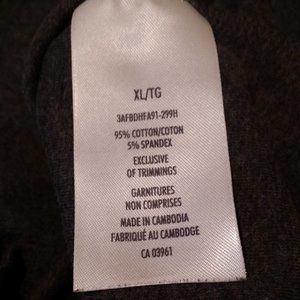 XL/TG
3AFBDHFA91-299H
95% COTTON/COTON
5% SPANDEX
EXCLUSIVE
OF TRIMMINGS
GARNITURES
NON COMPRISES
MADE IN CAMBODIA
FABRIQUÉ AU CAMBODGE
CA 03961